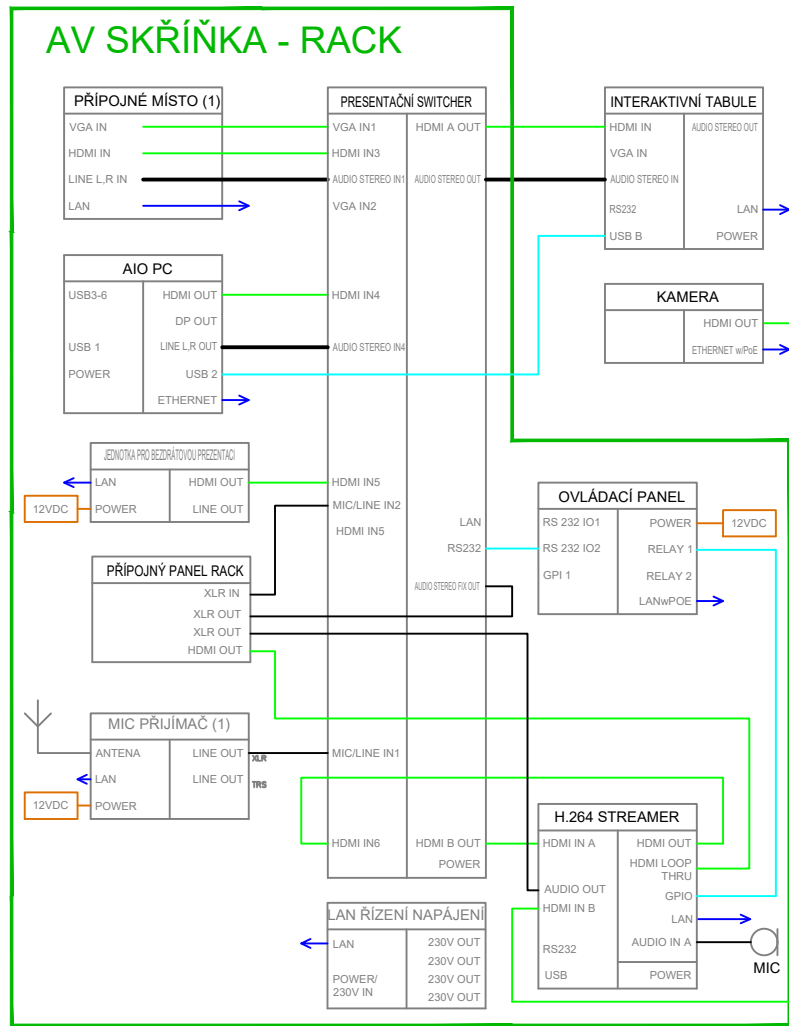 AV SKŘÍŇKA - RACK
PŘÍPOJNÉ MÍSTO (1)
VGA IN
HDMI IN
LINE L,R IN
LAN
AIO PC
USB3-6
HDMI OUT
DP OUT
USB 1
LINE L,R OUT
POWER
USB 2
ETHERNET
JEDNOTKA PRO BEZDRÁTOVOU PREZENTACI
LAN
HDMI OUT
12VDC
POWER
LINE OUT
PŘÍPOJNÝ PANEL RACK
XLR IN
XLR OUT
XLR OUT
HDMI OUT
MIC PŘIJÍMAČ (1)
ANTENA
LINE OUT
XLR
LAN
LINE OUT
TRS
12VDC
POWER
PRESENTAČNÍ SWITCHER
VGA IN1
HDMI A OUT
HDMI IN3
AUDIO STEREO IN1
AUDIO STEREO OUT
VGA IN2
HDMI IN4
AUDIO STEREO IN4
HDMI IN5
MIC/LINE IN2
HDMI IN5
LAN
RS232
AUDIO STEREO FIX OUT
MIC/LINE IN1
HDMI IN6
HDMI B OUT
POWER
LAN ŘÍZENÍ NAPÁJENÍ
LAN
POWER/
230V IN
230V OUT
230V OUT
230V OUT
230V OUT
INTERAKTIVNÍ TABULE
HDMI IN
AUDIO STEREO OUT
VGA IN
AUDIO STEREO IN
RS232
LAN
USB B
POWER
KAMERA
HDMI OUT
ETHERNET w/PoE
OVLÁDACÍ PANEL
RS 232 IO1
POWER
12VDC
RS 232 IO2
RELAY 1
GPI 1
RELAY 2
LANwPOE
H.264 STREAMER
HDMI IN A
HDMI OUT
HDMI LOOP
THRU
AUDIO OUT
GPIO
HDMI IN B
LAN
RS232
AUDIO IN A
USB
POWER
MIC